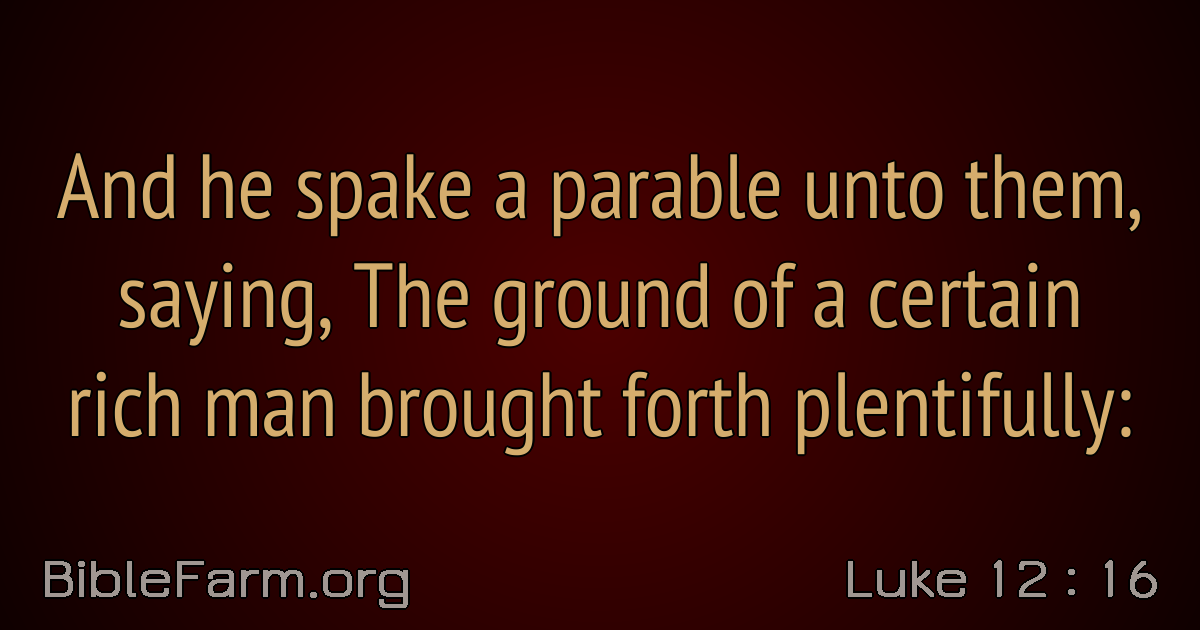 And he spake a parable unto them,
saying, The ground of a certain
rich man brought forth plentifully:
BibleFarm.org
Luke 12 : 16